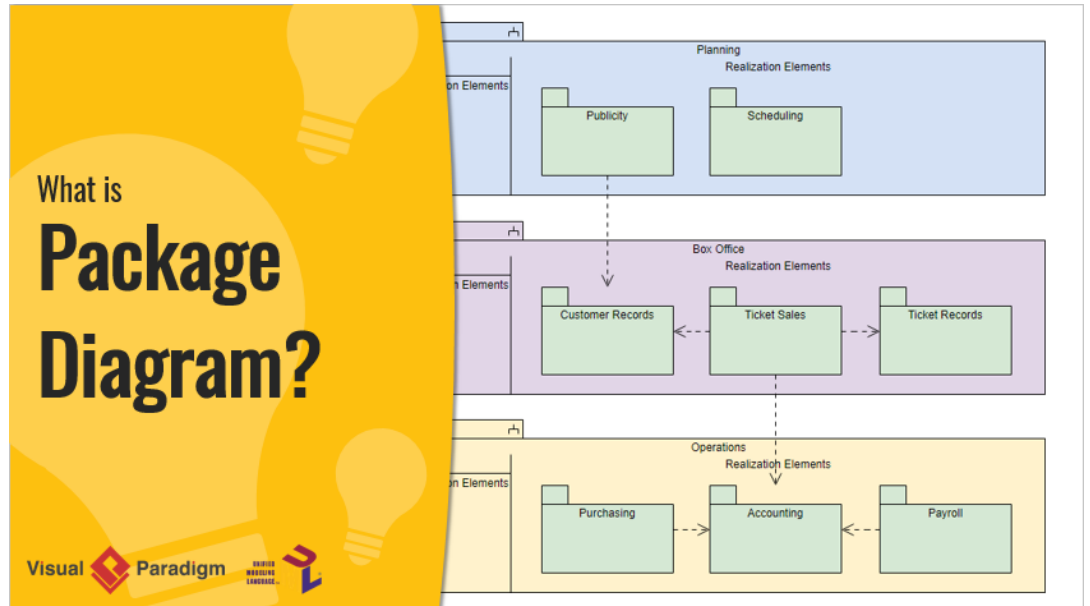 What is
Package
Diagram?
Visual Paradigm
UNIFIED
MODELING
LANGUAGE
Planning
Realization Elements
on Elements
Publicity
Scheduling
Box Office
Realization Elements
n Elements
Customer Records
Ticket Sales
Ticket Records
Operations
Realization Elements
on Elements
Purchasing
Accounting
Payroll